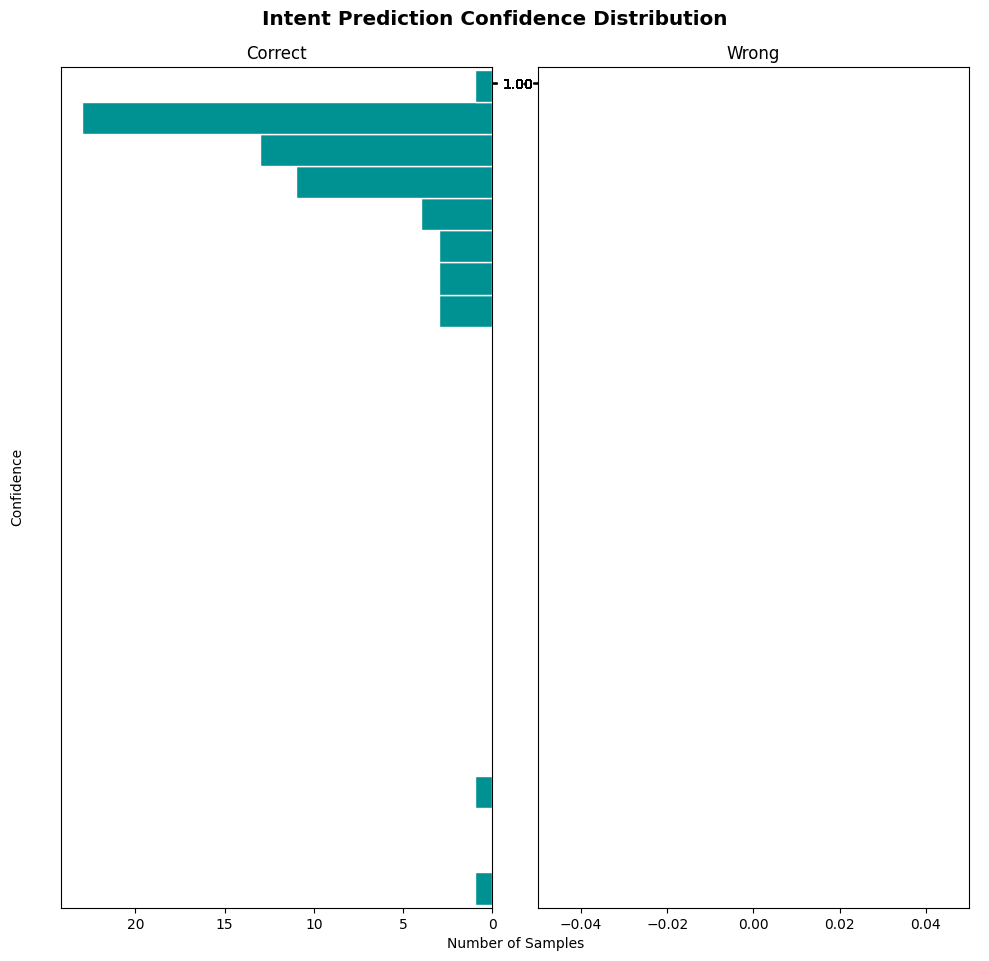 Intent Prediction Confidence Distribution
Correct
Wrong
1.00
Confidence
20 15 10 5 0
−0.04 −0.02 0.00 0.02 0.04
Number of Samples